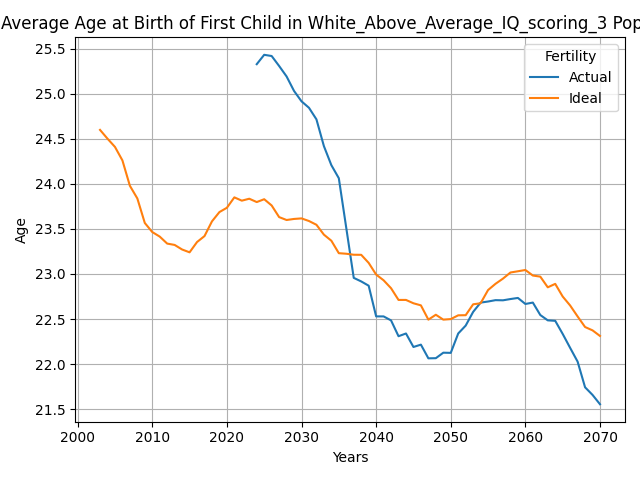 Average Age at Birth of First Child in White_Above_Average_IQ_scoring_3 Pop
Fertility
Actual
Ideal
25.5
25.0
24.5
24.0
23.5
23.0
22.5
22.0
21.5
Age
2000 2010 2020 2030 2040 2050 2060 2070
Years